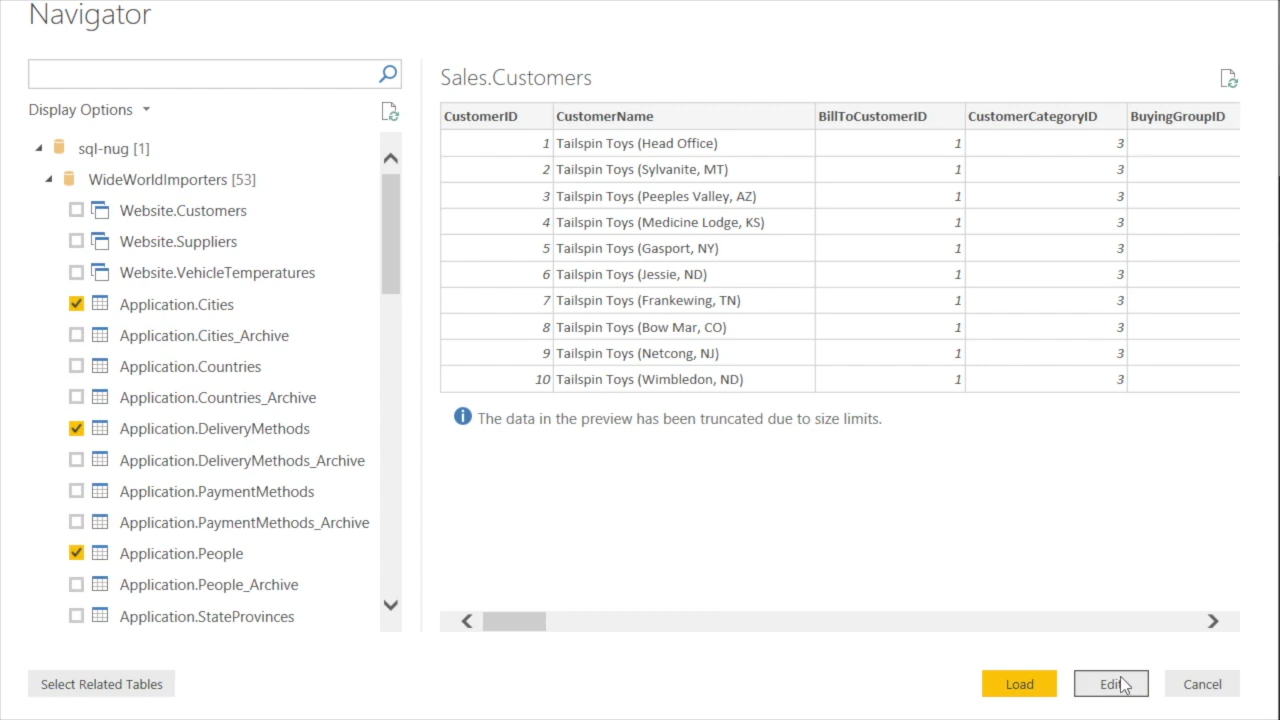 Navigator
Display Options
sql-nug [1]
WideWorldImporters [53]
Website.Customers
Website.Suppliers
Website.VehicleTemperatures
Application.Cities
Application.Cities_Archive
Application.Countries
Application.Countries_Archive
Application.DeliveryMethods
Application.DeliveryMethods_Archive
Application.PaymentMethods
Application.PaymentMethods_Archive
Application.People
Application.People_Archive
Application.StateProvinces
Sales.Customers
CustomerID CustomerName BillToCustomerID CustomerCategoryID BuyingGroupID
1 Tailspin Toys (Head Office) 1 3
2 Tailspin Toys (Sylvanite, MT) 1 3
3 Tailspin Toys (Peeples Valley, AZ) 1 3
4 Tailspin Toys (Medicine Lodge, KS) 1 3
5 Tailspin Toys (Gasport, NY) 1 3
6 Tailspin Toys (Jessie, ND) 1 3
7 Tailspin Toys (Frankewing, TN) 1 3
8 Tailspin Toys (Bow Mar, CO) 1 3
9 Tailspin Toys (Netcong, NJ) 1 3
10 Tailspin Toys (Wimbledon, ND) 1 3
The data in the preview has been truncated due to size limits.
Select Related Tables Load Edit Cancel